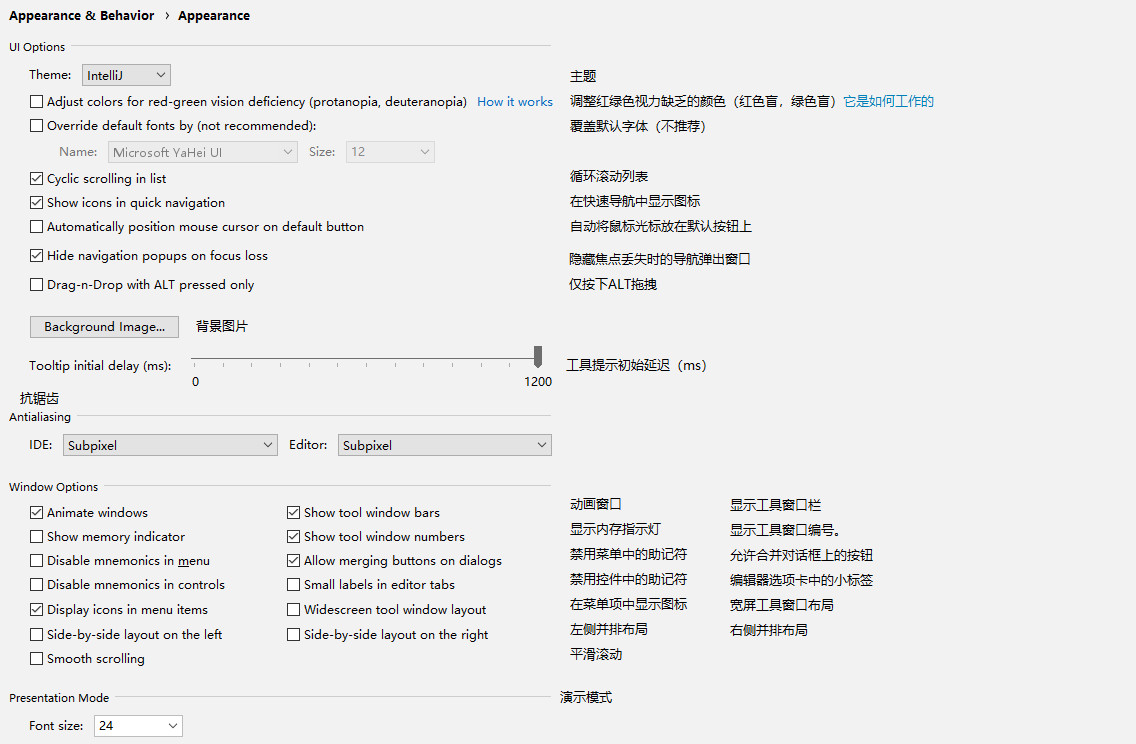 Appearance & Behavior › Appearance
UI Options
Theme: IntelliJ 主题
Adjust colors for red-green vision deficiency (protanopia, deuteranopia) How it works 调整红绿色视力缺乏的颜色（红色盲，绿色盲）它是如何工作的
Override default fonts by (not recommended): 覆盖默认字体（不推荐）
Name: Microsoft YaHei UI Size: 12
Cyclic scrolling in list 循环滚动列表
Show icons in quick navigation 在快速导航中显示图标
Automatically position mouse cursor on default button 自动将鼠标光标放在默认按钮上
Hide navigation popups on focus loss 隐藏焦点丢失时的导航弹出窗口
Drag-n-Drop with ALT pressed only 仅按下ALT拖拽
Background Image... 背景图片
Tooltip initial delay (ms): 工具提示初始延迟（ms）
0 1200
抗锯齿
Antialiasing
IDE: Subpixel Editor: Subpixel
Window Options
Animate windows Show tool window bars 动画窗口 显示工具窗口栏
Show memory indicator Show tool window numbers 显示内存指示灯 显示工具窗口编号。
Disable mnemonics in menu Allow merging buttons on dialogs 禁用菜单中的助记符 允许合并对话框上的按钮
Disable mnemonics in controls Small labels in editor tabs 禁用控件中的助记符 编辑器选项卡中的小标签
Display icons in menu items Widescreen tool window layout 在菜单项中显示图标 宽屏工具窗口布局
Side-by-side layout on the left Side-by-side layout on the right 左侧并排布局 右侧并排布局
Smooth scrolling 平滑滚动
Presentation Mode 演示模式
Font size: 24